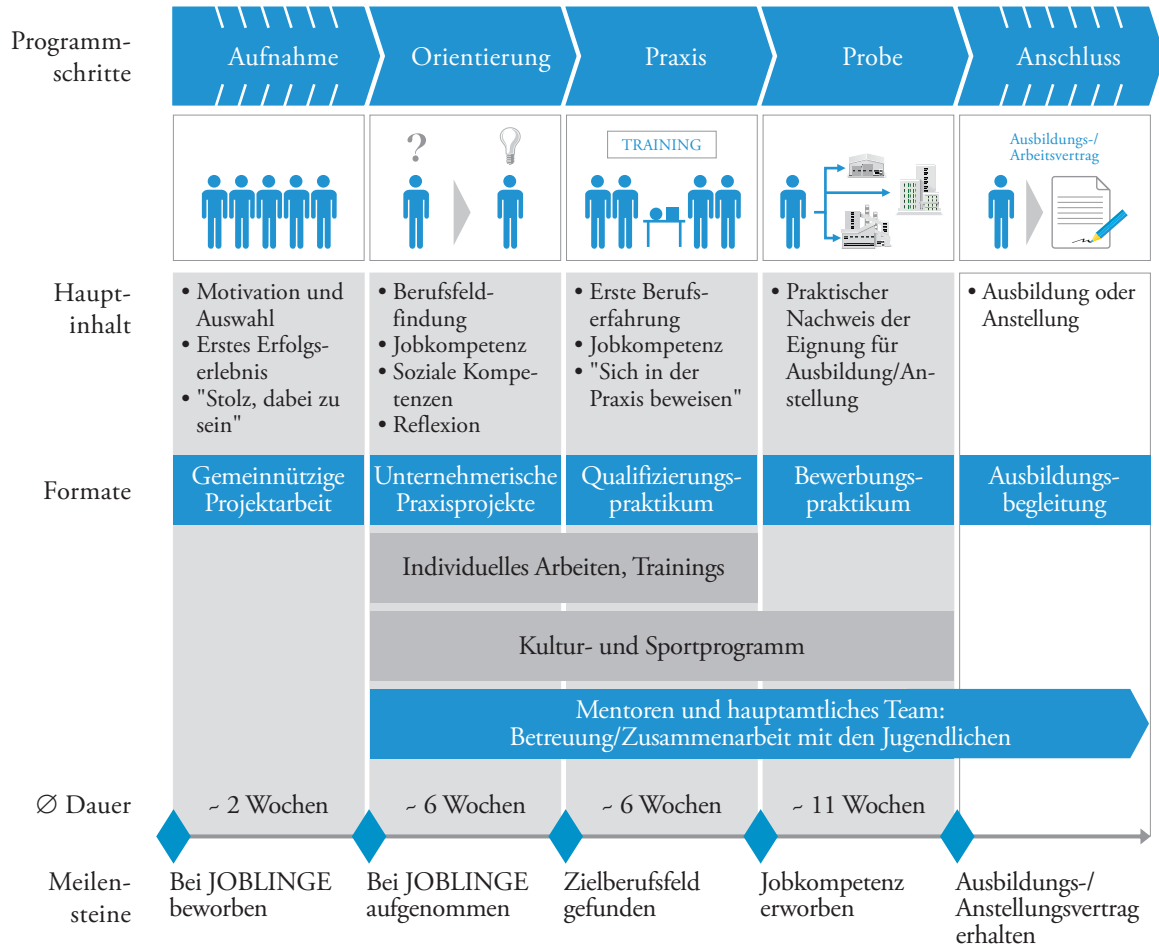 Programm-
schritte
Aufnahme
Orientierung
Praxis
Probe
Anschluss
?
TRAINING
Ausbildungs-/
Arbeitsvertrag
Haupt-
inhalt
• Motivation und
Auswahl
• Erstes Erfolgs-
erlebnis
• "Stolz, dabei zu
sein"
• Berufsfeld-
findung
• Jobkompetenz
• Soziale Kompe-
tenzen
• Reflexion
• Erste Berufs-
erfahrung
• Jobkompetenz
• "Sich in der
Praxis beweisen"
• Praktischer
Nachweis der
Eignung für
Ausbildung/An-
stellung
• Ausbildung oder
Anstellung
Formate
Gemeinnützige
Projektarbeit
Unternehmerische
Praxisprojekte
Qualifizierungs-
praktikum
Bewerbungs-
praktikum
Ausbildungs-
begleitung
Individuelles Arbeiten, Trainings
Kultur- und Sportprogramm
Mentoren und hauptamtliches Team:
Betreuung/Zusammenarbeit mit den Jugendlichen
∅ Dauer
~ 2 Wochen
~ 6 Wochen
~ 6 Wochen
~ 11 Wochen
Meilen-
steine
Bei JOBLINGE
beworben
Bei JOBLINGE
aufgenommen
Zielberufsfeld
gefunden
Jobkompetenz
erworben
Ausbildungs-/
Anstellungsvertrag
erhalten